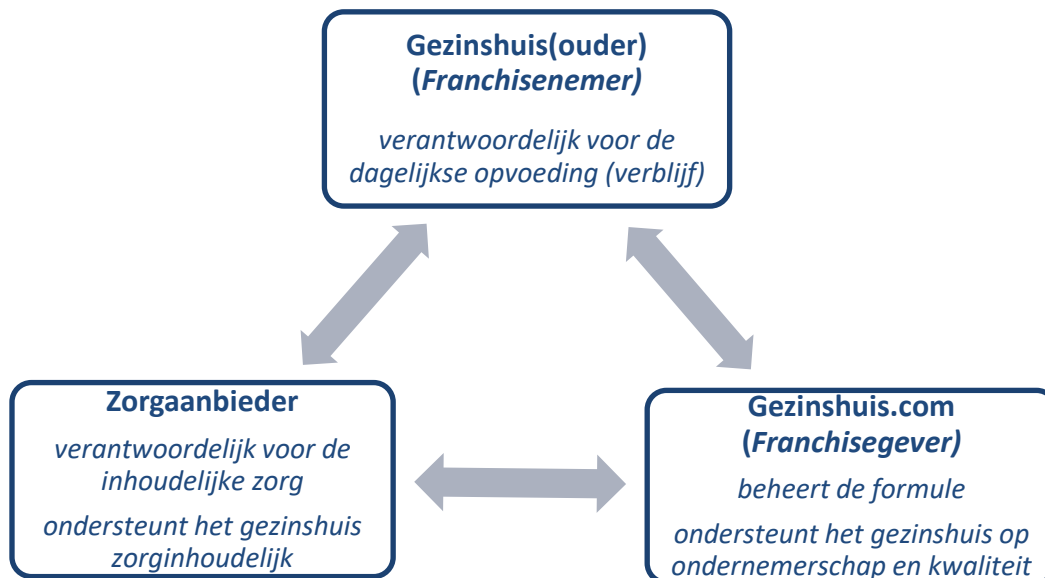 Gezinshuis(ouder)
(Franchisenemer)
verantwoordelijk voor de
dagelijkse opvoeding (verblijf)
Zorgaanbieder
verantwoordelijk voor de
inhoudelijke zorg
ondersteunt het gezinshuis
zorginhoudelijk
Gezinshuis.com
(Franchisegever)
beheert de formule
ondersteunt het gezinshuis op
ondernemerschap en kwaliteit